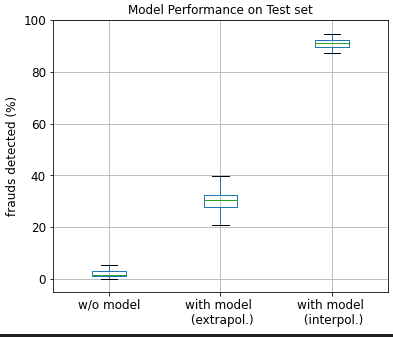 Model Performance on Test set
frauds detected (%)
100
80
60
40
20
0
w/o model
with model
(extrapol.)
with model
(interpol.)